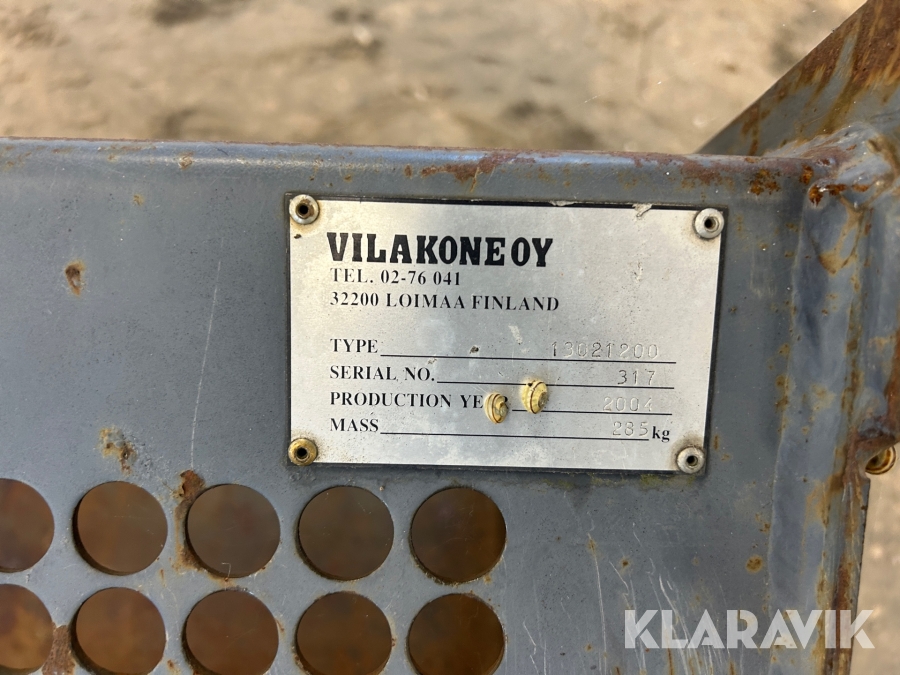 VILAKONE OY
TEL. 02-76 041
32200 LOIMAA FINLAND
TYPE 13021200
SERIAL NO. 317
PRODUCTION 2004
MASS 285 kg
KLARAVIK